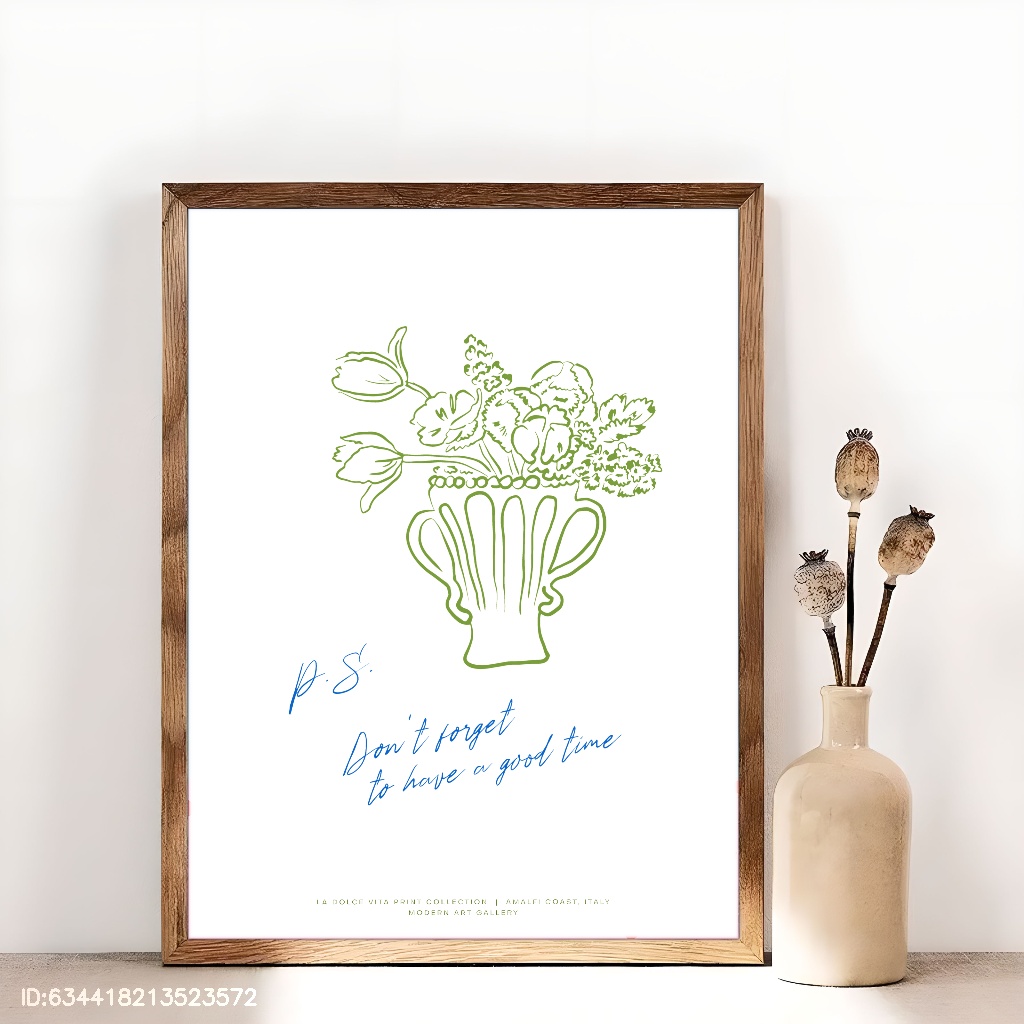 P.S.
Don't forget
to have a good time
LA DOLCE VITA PRINT COLLECTION | AMALFI COAST, ITALY
MODERN ART GALLERY
ID:634418213523572